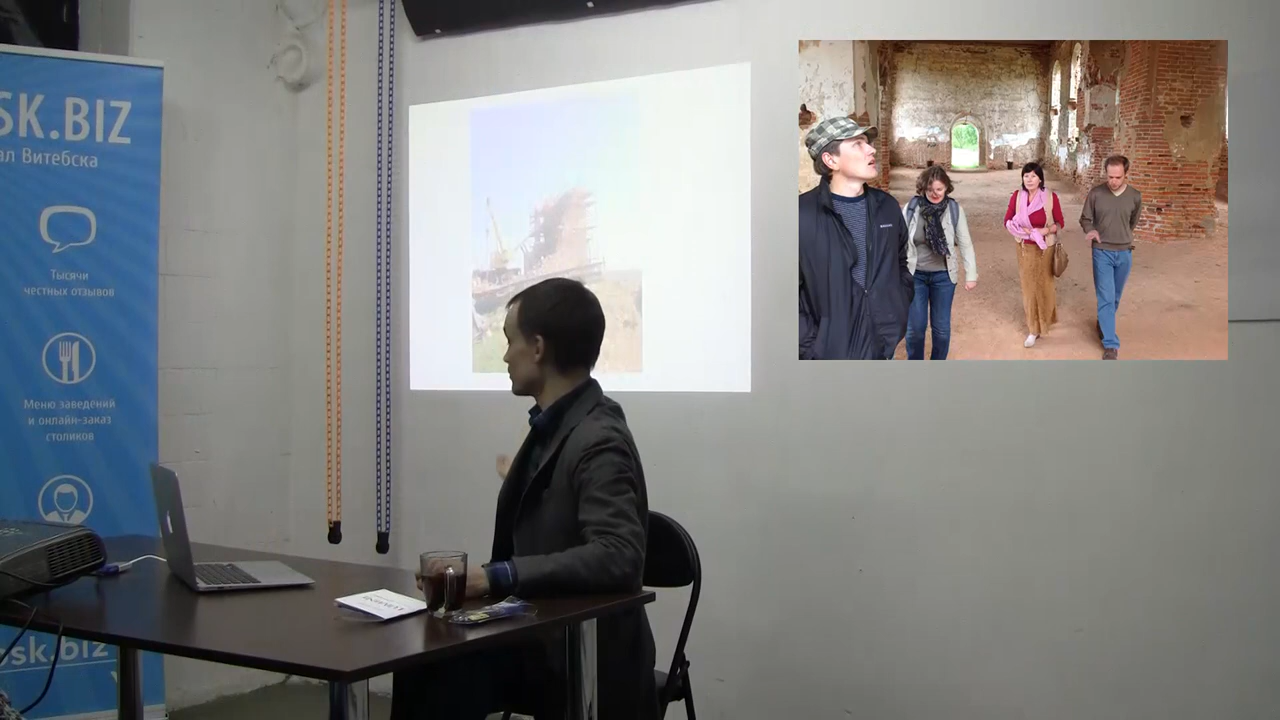 SK.BIZ
ал Витебска
Тысячи
честных отзывов
Меню заведений
и онлайн-заказ
столиков
sk.biz